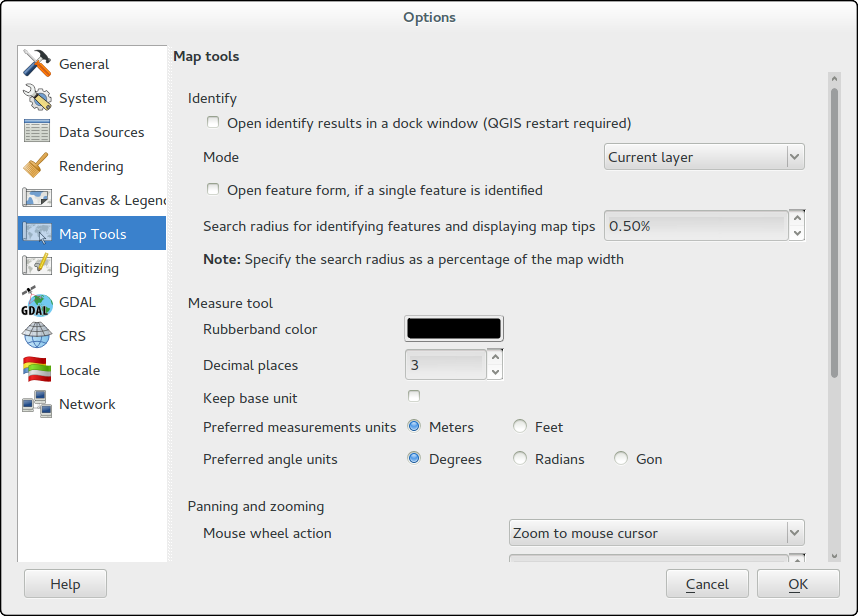 Options
General
System
Data Sources
Rendering
Canvas & Legen
Map Tools
Digitizing
GDAL
GDAL
CRS
Locale
Network
Map tools
Identify
Open identify results in a dock window (QGIS restart required)
Mode Current layer
Open feature form, if a single feature is identified
Search radius for identifying features and displaying map tips 0.50%
Note: Specify the search radius as a percentage of the map width
Measure tool
Rubberband color
Decimal places 3
Keep base unit
Preferred measurements units Meters Feet
Preferred angle units Degrees Radians Gon
Panning and zooming
Mouse wheel action Zoom to mouse cursor
Help Cancel OK